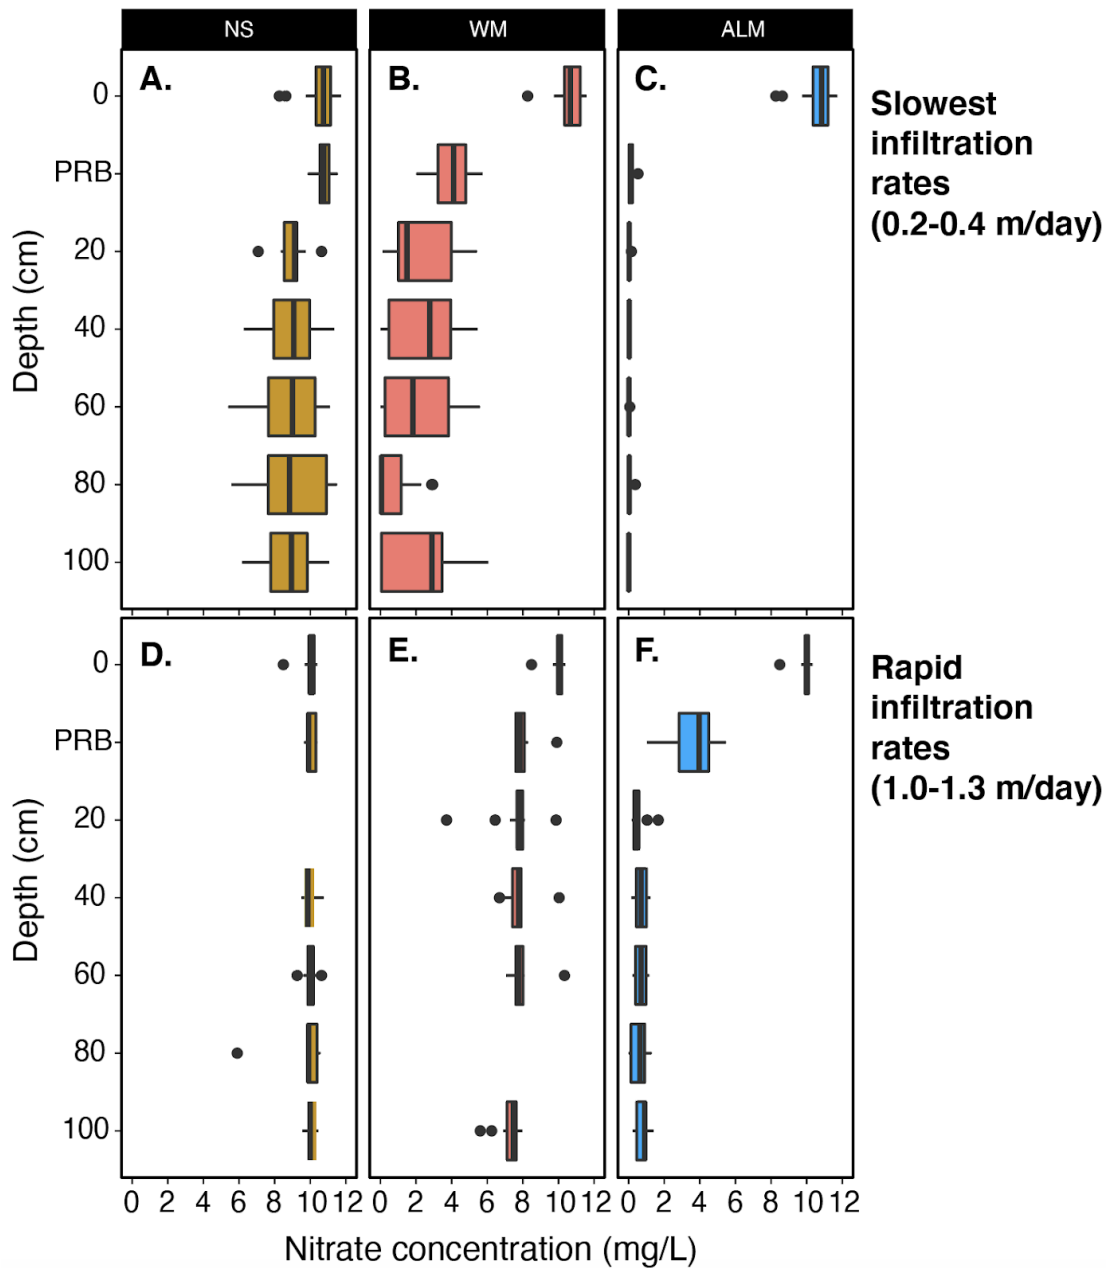 NS WM ALM
A. B. C.
0
PRB
20
40
60
80
100
Depth (cm)
Slowest
infiltration
rates
(0.2-0.4 m/day)
D. E. F.
0
PRB
20
40
60
80
100
Depth (cm)
Rapid
infiltration
rates
(1.0-1.3 m/day)
0 2 4 6 8 10 12 0 2 4 6 8 10 12 0 2 4 6 8 10 12
Nitrate concentration (mg/L)